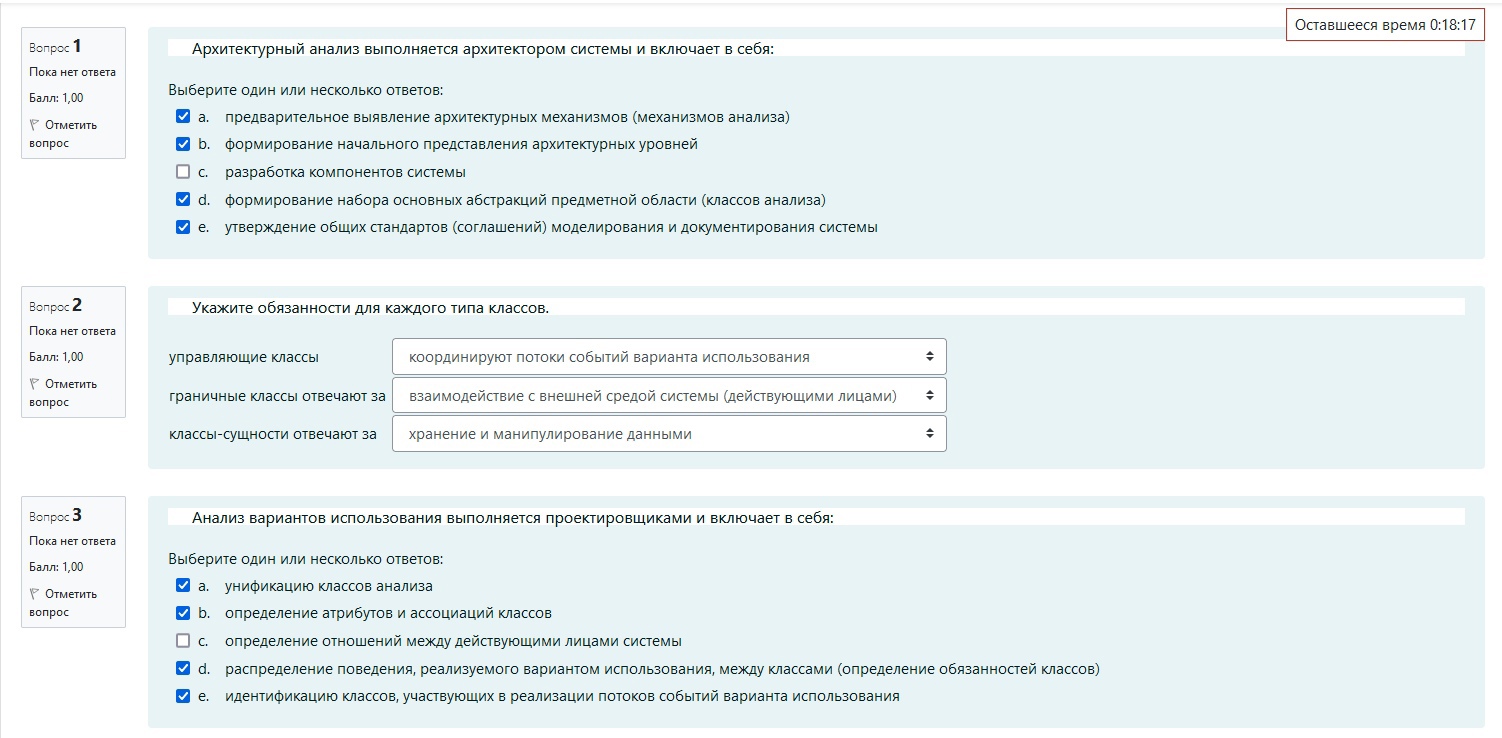 Оставшееся время 0:18:17
Вопрос 1
Пока нет ответа
Балл: 1,00
Отметить
вопрос
Архитектурный анализ выполняется архитектором системы и включает в себя:
Выберите один или несколько ответов:
a. предварительное выявление архитектурных механизмов (механизмов анализа)
b. формирование начального представления архитектурных уровней
c. разработка компонентов системы
d. формирование набора основных абстракций предметной области (классов анализа)
e. утверждение общих стандартов (соглашений) моделирования и документирования системы
Вопрос 2
Пока нет ответа
Балл: 1,00
Отметить
вопрос
Укажите обязанности для каждого типа классов.
управляющие классы координируют потоки событий варианта использования
граничные классы отвечают за взаимодействие с внешней средой системы (действующими лицами)
классы-сущности отвечают за хранение и манипулирование данными
Вопрос 3
Пока нет ответа
Балл: 1,00
Отметить
вопрос
Анализ вариантов использования выполняется проектировщиками и включает в себя:
Выберите один или несколько ответов:
a. унификацию классов анализа
b. определение атрибутов и ассоциаций классов
c. определение отношений между действующими лицами системы
d. распределение поведения, реализуемого вариантом использования, между классами (определение обязанностей классов)
e. идентификацию классов, участвующих в реализации потоков событий варианта использования